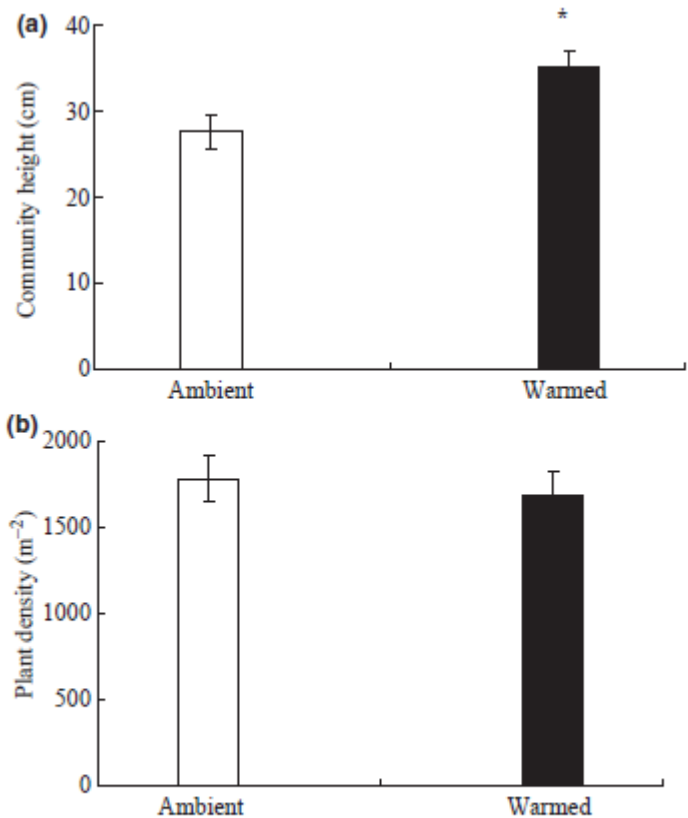 (a)
*
Community height (cm)
40
30
20
10
0
Ambient Warmed
(b)
Plant density (m⁻²)
2000
1500
1000
500
0
Ambient Warmed